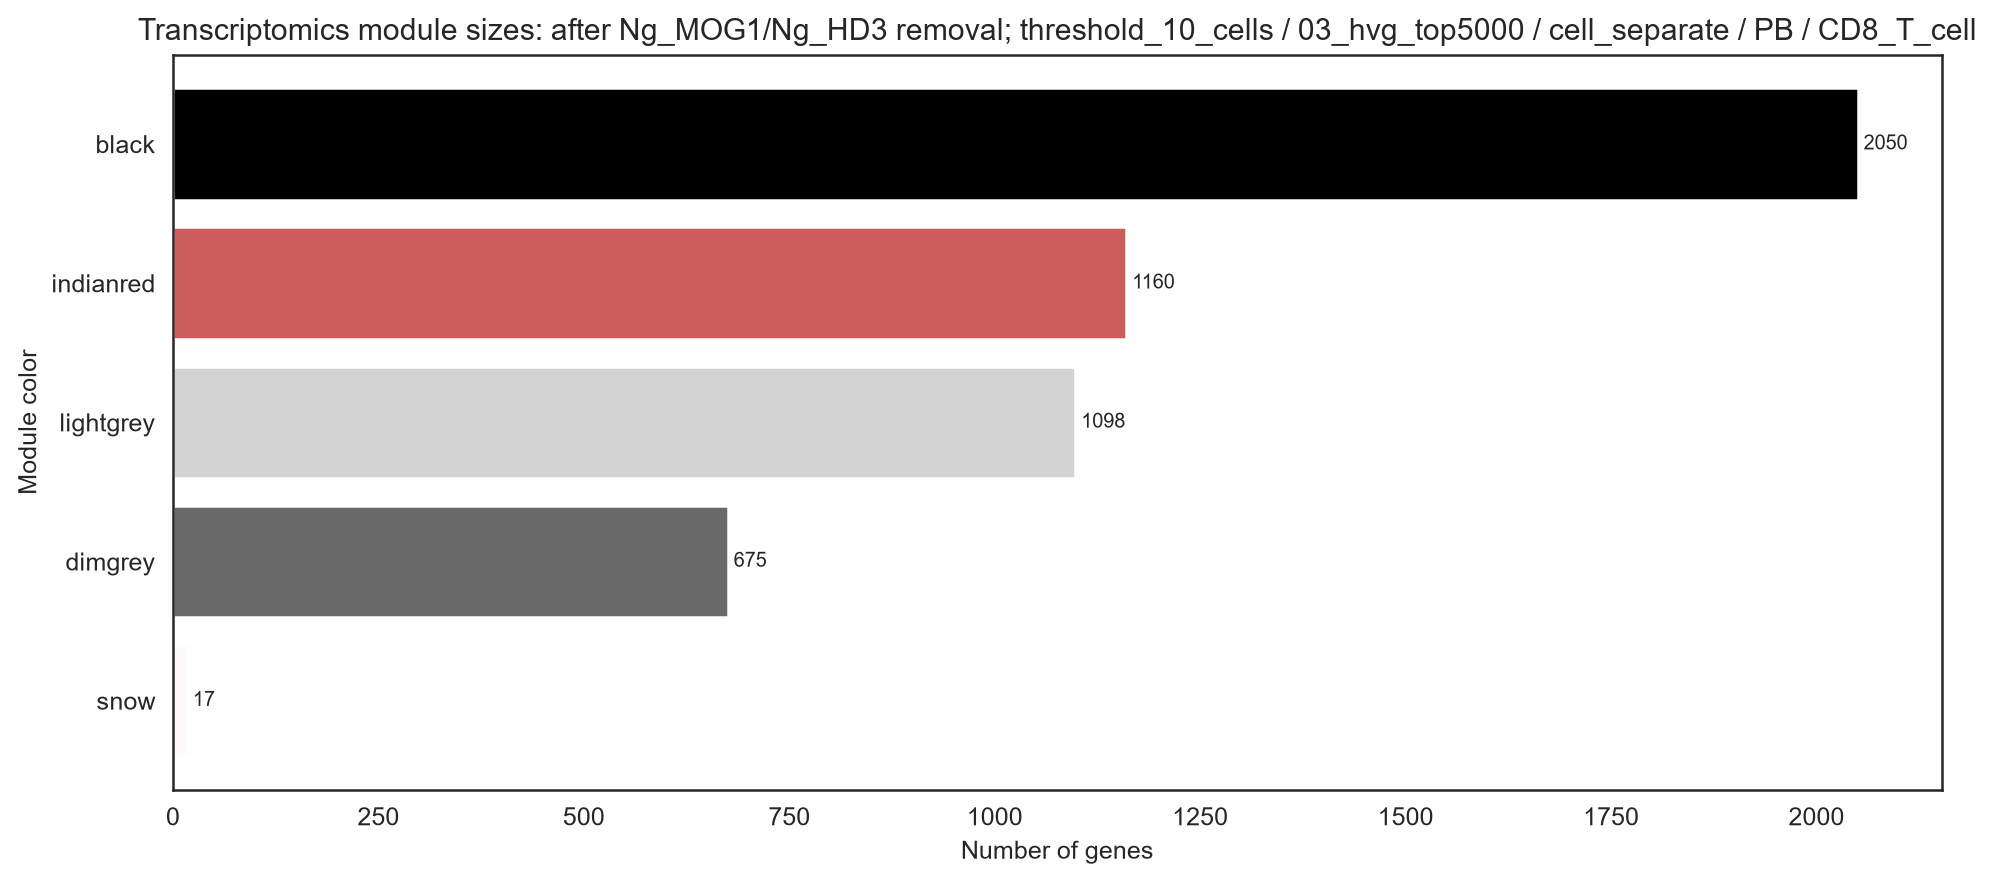 Transcriptomics module sizes: after Ng_MOG1/Ng_HD3 removal; threshold_10_cells / 03_hvg_top5000 / cell_separate / PB / CD8_T_cell
Module color
black
2050
indianred
1160
lightgrey
1098
dimgrey
675
snow
17
0 250 500 750 1000 1250 1500 1750 2000
Number of genes